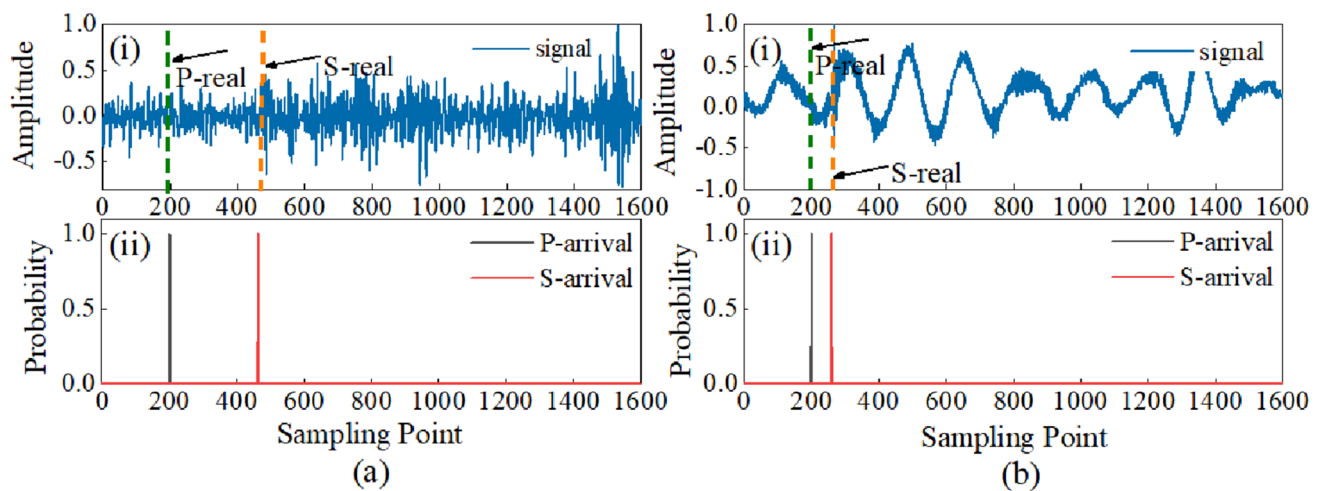 (i)
signal
P-real
S-real
Amplitude
1.0
0.5
0.0
-0.5
0 200 400 600 800 1000 1200 1400 1600
(ii)
P-arrival
S-arrival
Probability
1.0
0.5
0.0
0 200 400 600 800 1000 1200 1400 1600
Sampling Point
(a)
(i)
signal
P-real
S-real
Amplitude
1.0
0.5
0.0
-0.5
-1.0
0 200 400 600 800 1000 1200 1400 1600
(ii)
P-arrival
S-arrival
Probability
1.0
0.5
0.0
0 200 400 600 800 1000 1200 1400 1600
Sampling Point
(b)